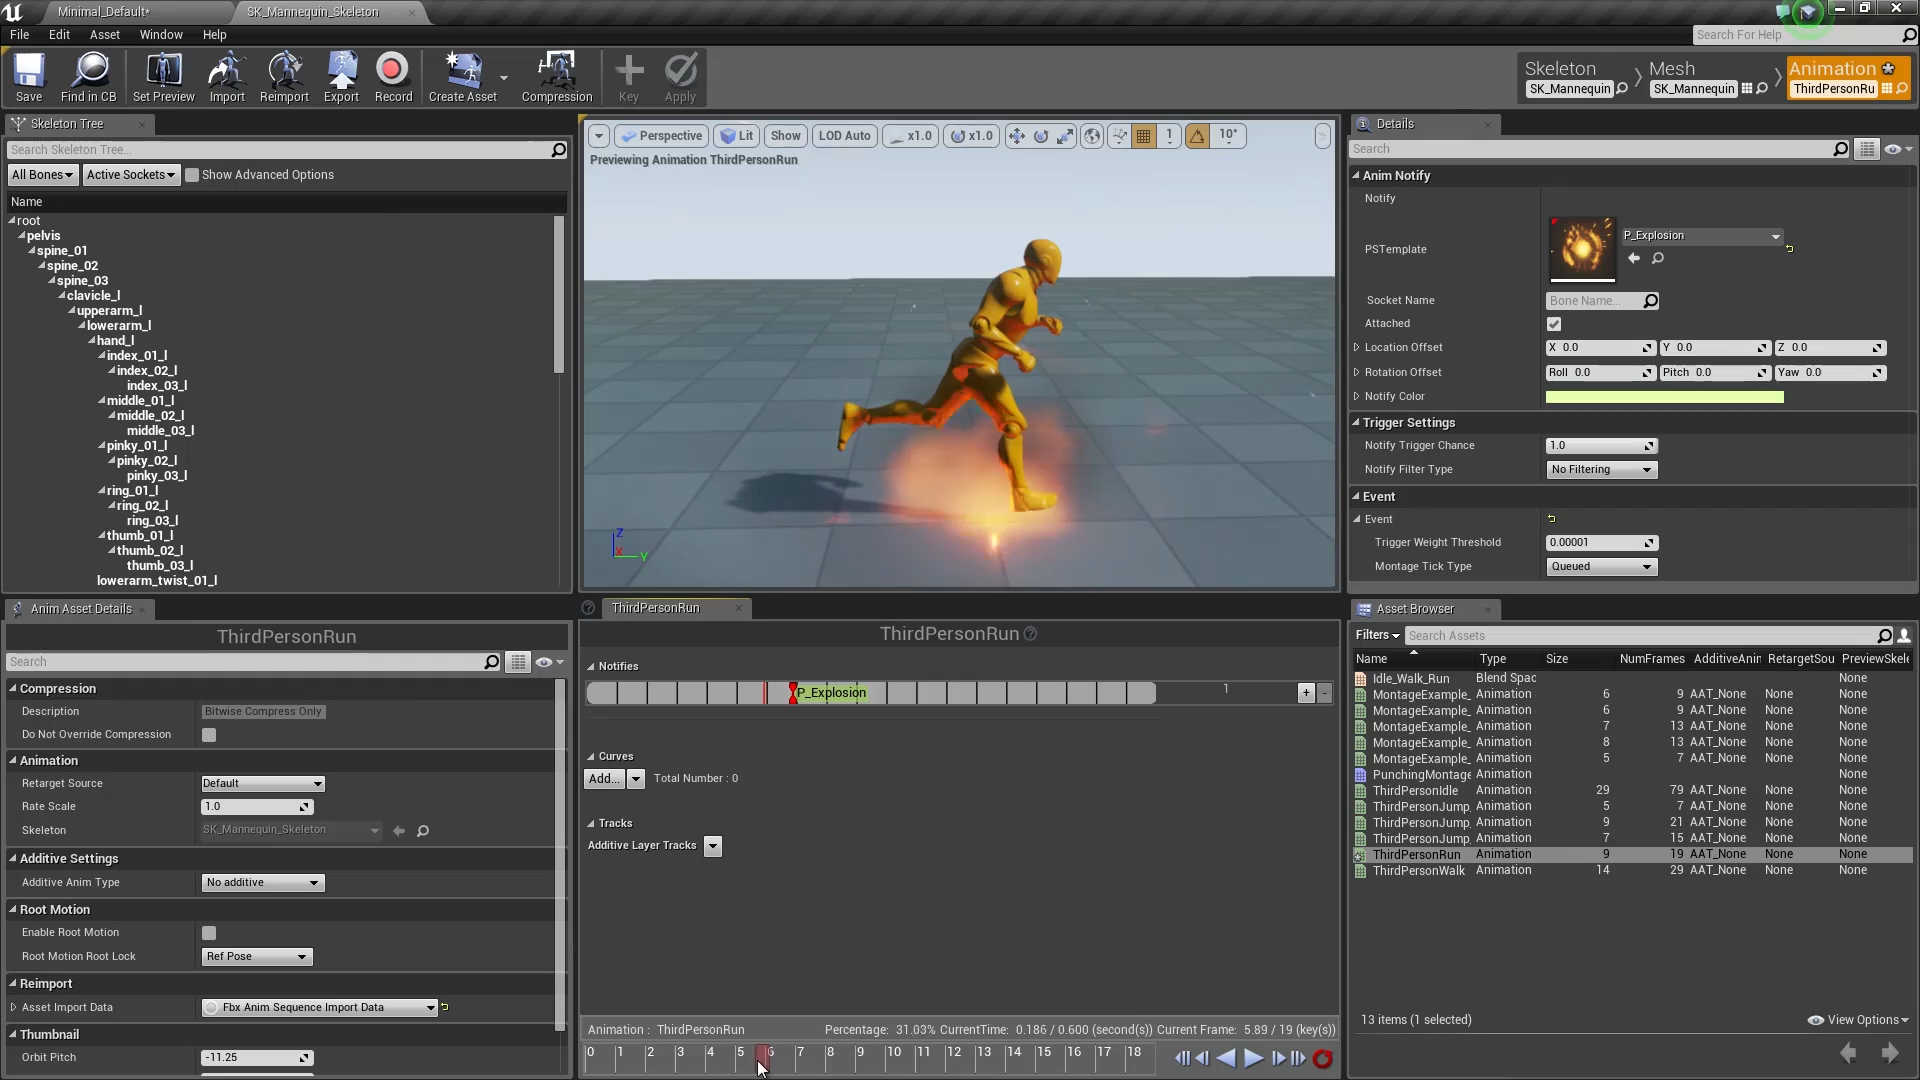 Minimal_Default*
SK_Mannequin_Skeleton
File Edit Asset Window Help
Search For Help
Save Find in CB Set Preview Import Reimport Export Record Create Asset Compression Key Apply
Skeleton Mesh Animation
SK_Mannequin SK_Mannequin ThirdPersonRu
Skeleton Tree
Search Skeleton Tree...
All Bones Active Sockets Show Advanced Options
Name
root
pelvis
spine_01
spine_02
spine_03
clavicle_l
upperarm_l
lowerarm_l
hand_l
index_01_l
index_02_l
index_03_l
middle_01_l
middle_02_l
middle_03_l
pinky_01_l
pinky_02_l
pinky_03_l
ring_01_l
ring_02_l
ring_03_l
thumb_01_l
thumb_02_l
thumb_03_l
lowerarm_twist_01_l
Perspective Lit Show LOD Auto x1.0 x1.0 1 10°
Previewing Animation ThirdPersonRun
Z
X Y
Details
Search
Anim Notify
Notify
PSTemplate P_Explosion
Socket Name Bone Name...
Attached
Location Offset X 0.0 Y 0.0 Z 0.0
Rotation Offset Roll 0.0 Pitch 0.0 Yaw 0.0
Notify Color
Trigger Settings
Notify Trigger Chance 1.0
Notify Filter Type No Filtering
Event
Event
Trigger Weight Threshold 0.00001
Montage Tick Type Queued
Anim Asset Details
ThirdPersonRun
Search
Compression
Description Bitwise Compress Only
Do Not Override Compression
Animation
Retarget Source Default
Rate Scale 1.0
Skeleton SK_Mannequin_Skeleton
Additive Settings
Additive Anim Type No additive
Root Motion
Enable Root Motion
Root Motion Root Lock Ref Pose
Reimport
Asset Import Data Fbx Anim Sequence Import Data
Thumbnail
Orbit Pitch -11.25
ThirdPersonRun
ThirdPersonRun
Notifies
P_Explosion 1 + -
Curves
Add... Total Number : 0
Tracks
Additive Layer Tracks
Animation : ThirdPersonRun Percentage: 31.03% CurrentTime: 0.186 / 0.600 (second(s)) Current Frame: 5.89 / 19 (key(s))
0 1 2 3 4 5 6 7 8 9 10 11 12 13 14 15 16 17 18
Asset Browser
Filters Search Assets
Name Type Size NumFrames AdditiveAnin RetargetSou PreviewSkele
Idle_Walk_Run Blend Spac None
MontageExample_ Animation 6 9 AAT_None None None
MontageExample_ Animation 6 9 AAT_None None None
MontageExample_ Animation 7 13 AAT_None None None
MontageExample_ Animation 8 13 AAT_None None None
MontageExample_ Animation 5 7 AAT_None None None
PunchingMontage Animation None
ThirdPersonIdle Animation 29 79 AAT_None None None
ThirdPersonJump_ Animation 5 7 AAT_None None None
ThirdPersonJump_ Animation 9 21 AAT_None None None
ThirdPersonJump_ Animation 7 15 AAT_None None None
ThirdPersonRun Animation 9 19 AAT_None None None
ThirdPersonWalk Animation 14 29 AAT_None None None
13 items (1 selected)
View Options